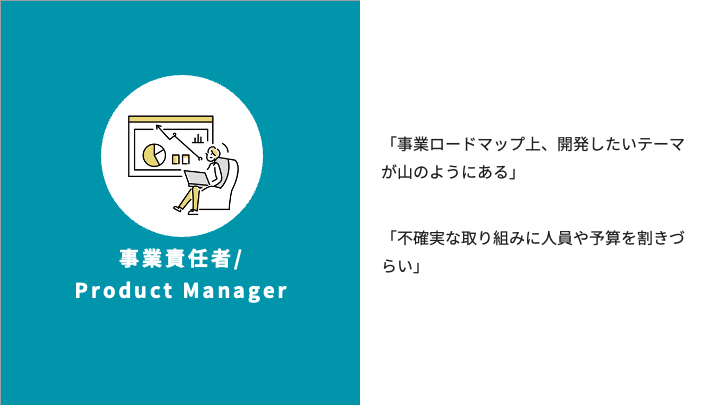 事業責任者/
Product Manager
「事業ロードマップ上、開発したいテーマ
が山のようにある」
「不確実な取り組みに人員や予算を割きづ
らい」